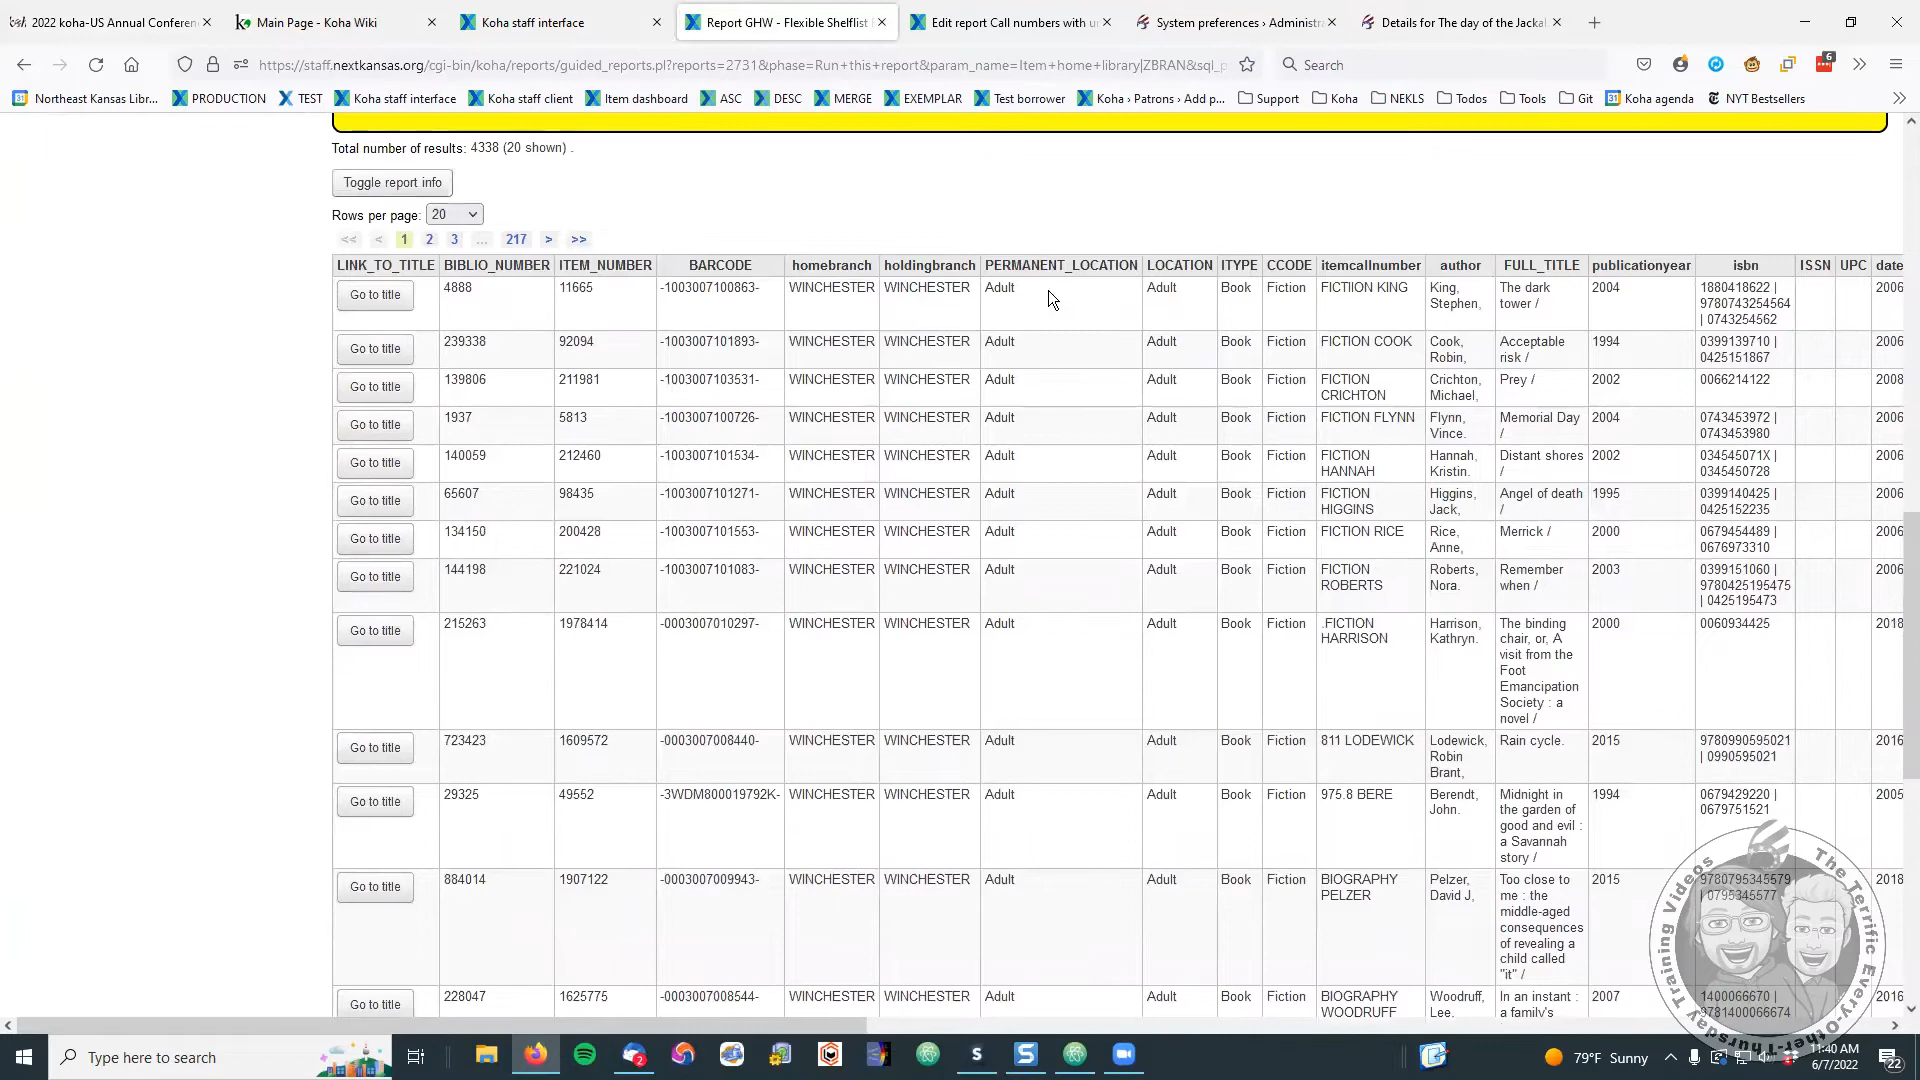 2022 koha-US Annual Conferen
Main Page - Koha Wiki
Koha staff interface
Report GHW - Flexible Shelflist
Edit report Call numbers with u
System preferences › Administra
Details for The day of the Jackal
https://staff.nextkansas.org/cgi-bin/koha/reports/guided_reports.pl?reports=2731&phase=Run+this+report&param_name=Item+home+library|ZBRAN&sql_p
Search
6
Northeast Kansas Libr...
PRODUCTION
TEST
Koha staff interface
Koha staff client
Item dashboard
ASC
DESC
MERGE
EXEMPLAR
Test borrower
Koha › Patrons › Add p...
Support
Koha
NEKLS
Todos
Tools
Git
Koha agenda
NYT Bestsellers
Total number of results: 4338 (20 shown) .
Toggle report info
Rows per page: 20
<< < 1 2 3 ... 217 > >>
LINK_TO_TITLE BIBLIO_NUMBER ITEM_NUMBER BARCODE homebranch holdingbranch PERMANENT_LOCATION LOCATION ITYPE CCODE itemcallnumber author FULL_TITLE publicationyear isbn ISSN UPC date
Go to title 4888 11665 -1003007100863- WINCHESTER WINCHESTER Adult Adult Book Fiction FICTIION KING King, Stephen, The dark tower / 2004 1880418622 | 9780743254564 | 0743254562 2006
Go to title 239338 92094 -1003007101893- WINCHESTER WINCHESTER Adult Adult Book Fiction FICTION COOK Cook, Robin, Acceptable risk / 1994 0399139710 | 0425151867 2006
Go to title 139806 211981 -1003007103531- WINCHESTER WINCHESTER Adult Adult Book Fiction FICTION CRICHTON Crichton, Michael, Prey / 2002 0066214122 2008
Go to title 1937 5813 -1003007100726- WINCHESTER WINCHESTER Adult Adult Book Fiction FICTION FLYNN Flynn, Vince. Memorial Day / 2004 0743453972 | 0743453980 2006
Go to title 140059 212460 -1003007101534- WINCHESTER WINCHESTER Adult Adult Book Fiction FICTION HANNAH Hannah, Kristin. Distant shores / 2002 034545071X | 0345450728 2006
Go to title 65607 98435 -1003007101271- WINCHESTER WINCHESTER Adult Adult Book Fiction FICTION HIGGINS Higgins, Jack, Angel of death / 1995 0399140425 | 0425152235 2006
Go to title 134150 200428 -1003007101553- WINCHESTER WINCHESTER Adult Adult Book Fiction FICTION RICE Rice, Anne, Merrick / 2000 0679454489 | 0676973310 2006
Go to title 144198 221024 -1003007101083- WINCHESTER WINCHESTER Adult Adult Book Fiction FICTION ROBERTS Roberts, Nora. Remember when / 2003 0399151060 | 9780425195475 | 0425195473 2006
Go to title 215263 1978414 -0003007010297- WINCHESTER WINCHESTER Adult Adult Book Fiction .FICTION HARRISON Harrison, Kathryn. The binding chair, or, A visit from the Foot Emancipation Society : a novel / 2000 0060934425 2018
Go to title 723423 1609572 -0003007008440- WINCHESTER WINCHESTER Adult Adult Book Fiction 811 LODEWICK Lodewick, Robin Brant, Rain cycle. 2015 9780990595021 | 0990595021 2016
Go to title 29325 49552 -3WDM800019792K- WINCHESTER WINCHESTER Adult Adult Book Fiction 975.8 BERE Berendt, John. Midnight in the garden of good and evil : a Savannah story / 1994 0679429220 | 0679751521 2005
Go to title 884014 1907122 -0003007009943- WINCHESTER WINCHESTER Adult Adult Book Fiction BIOGRAPHY PELZER Pelzer, David J, Too close to me : the middle-aged consequences of revealing a child called "it" / 2015 9780795345579 | 0795345577 2018
Go to title 228047 1625775 -0003007008544- WINCHESTER WINCHESTER Adult Adult Book Fiction BIOGRAPHY WOODRUFF Woodruff, Lee. In an instant : a family's 2007 1400066670 | 9781400066674 2016
The Terrific Every-Other-Thursday Training Videos
Type here to search
2
79°F Sunny
11:40 AM
6/7/2022
22